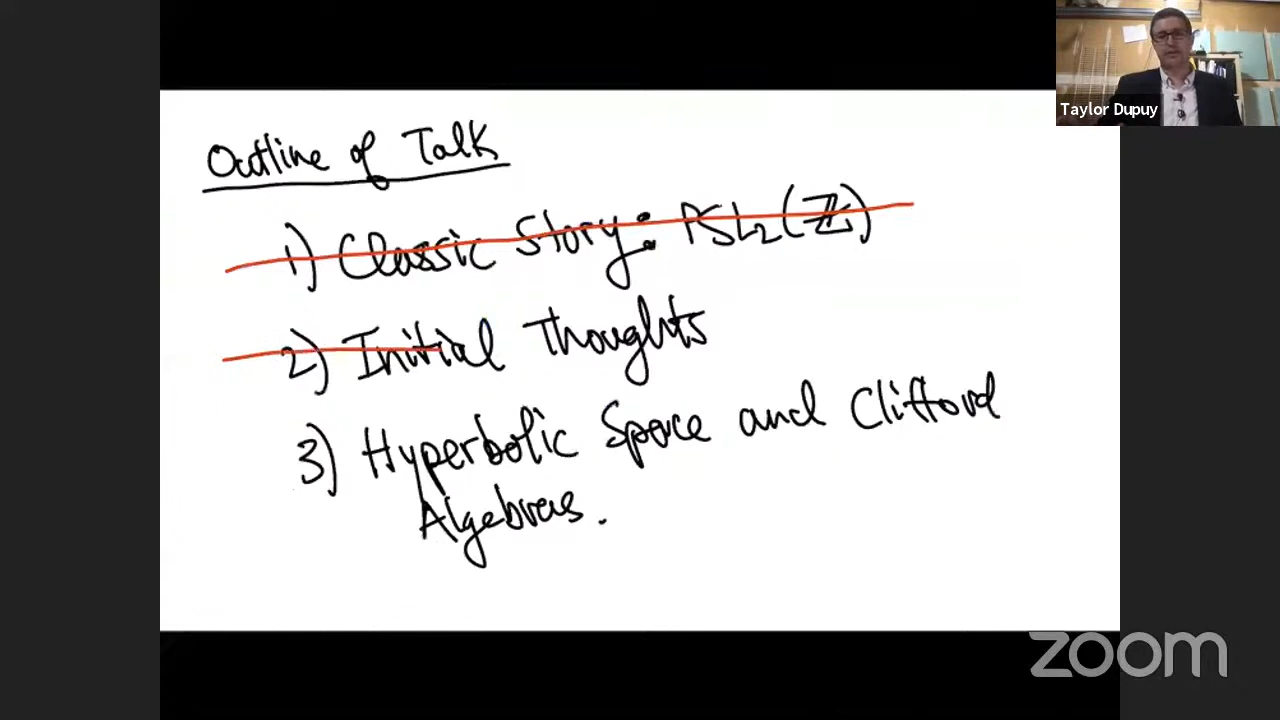 Taylor Dupuy
Outline of Talk
1) Classic Story: PSL₂(ℤ)
2) Initial Thoughts
3) Hyperbolic Space and Clifford
Algebras.
zoom